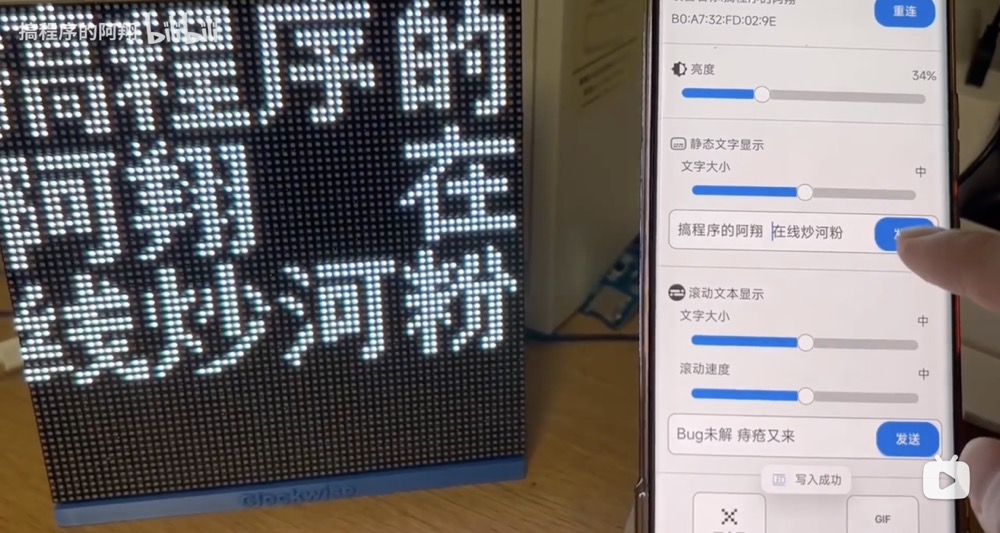 搞程序的阿翔 bilibili
搞程序的
阿翔 在
线炒河粉
Clockwise
重连
B0:A7:32:FD:02:9E
亮度
34%
静态文字显示
文字大小
中
搞程序的阿翔 在线炒河粉
滚动文本显示
文字大小
中
滚动速度
中
Bug未解 痔疮又来
发送
写入成功
GIF